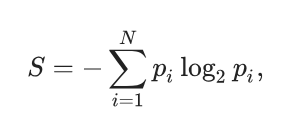 S = -\sum_{i=1}^{N} p_i \log_2 p_i,